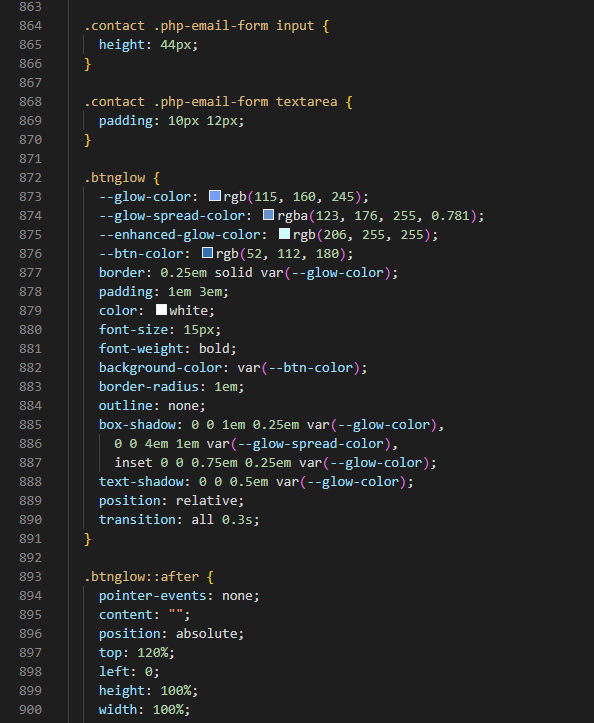 863
864 .contact .php-email-form input {
865 height: 44px;
866 }
867
868 .contact .php-email-form textarea {
869 padding: 10px 12px;
870 }
871
872 .btnglow {
873 --glow-color: rgb(115, 160, 245);
874 --glow-spread-color: rgba(123, 176, 255, 0.781);
875 --enhanced-glow-color: rgb(206, 255, 255);
876 --btn-color: rgb(52, 112, 180);
877 border: 0.25em solid var(--glow-color);
878 padding: 1em 3em;
879 color: white;
880 font-size: 15px;
881 font-weight: bold;
882 background-color: var(--btn-color);
883 border-radius: 1em;
884 outline: none;
885 box-shadow: 0 0 1em 0.25em var(--glow-color),
886 0 0 4em 1em var(--glow-spread-color),
887 inset 0 0 0.75em 0.25em var(--glow-color);
888 text-shadow: 0 0 0.5em var(--glow-color);
889 position: relative;
890 transition: all 0.3s;
891 }
892
893 .btnglow::after {
894 pointer-events: none;
895 content: "";
896 position: absolute;
897 top: 120%;
898 left: 0;
899 height: 100%;
900 width: 100%;